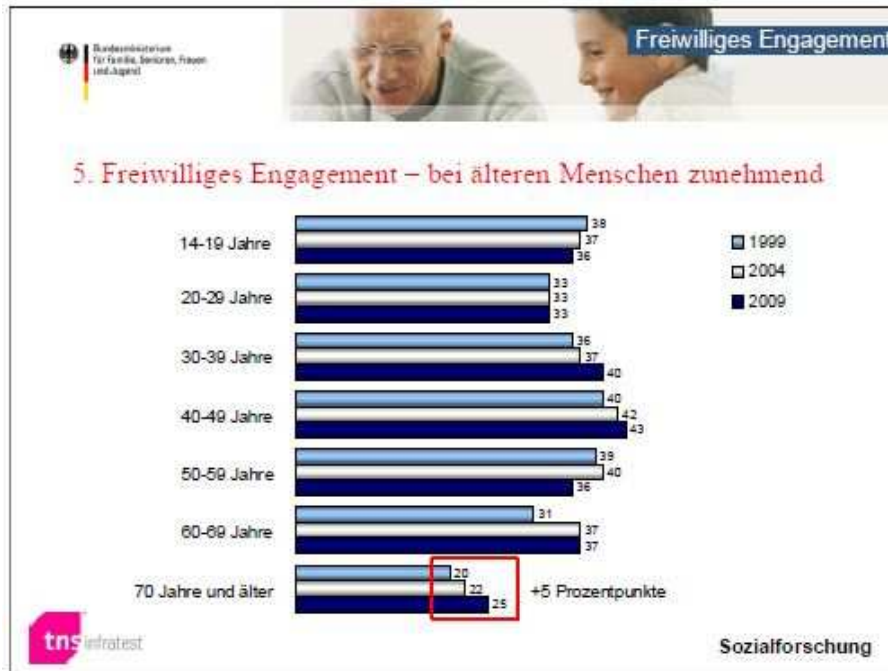 Bundesministerium
für Familie, Senioren, Frauen
und Jugend
Freiwilliges Engagement
5. Freiwilliges Engagement – bei älteren Menschen zunehmend
14-19 Jahre
38
37
36
20-29 Jahre
33
33
33
30-39 Jahre
36
37
40
40-49 Jahre
40
42
43
50-59 Jahre
39
40
36
60-69 Jahre
31
37
37
70 Jahre und älter
20
22
25
+5 Prozentpunkte
1999
2004
2009
tns infratest
Sozialforschung